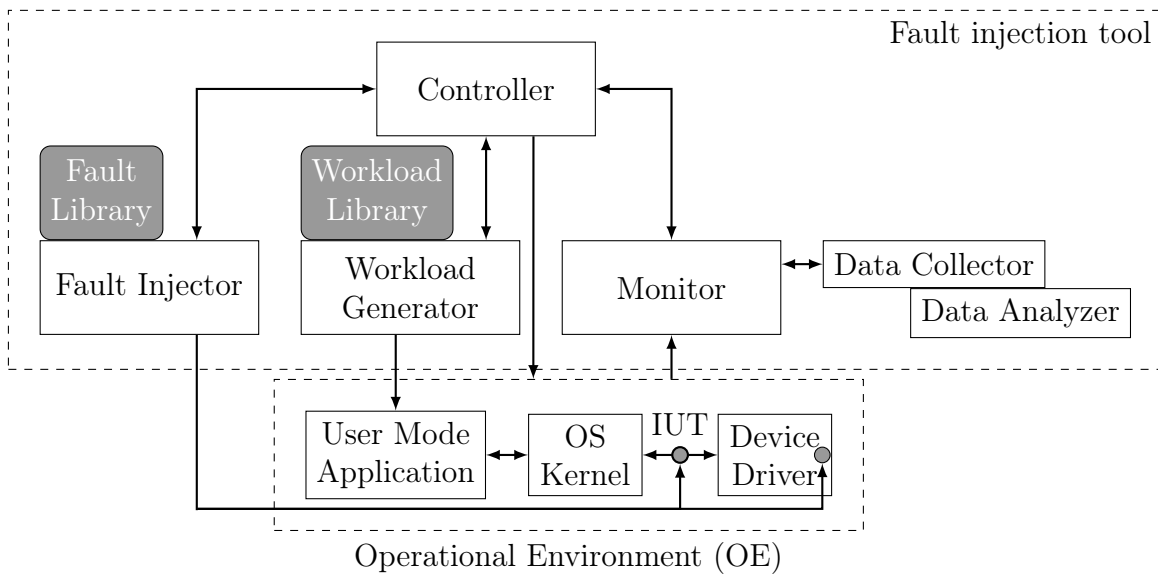 Fault injection tool
Controller
Fault
Library
Workload
Library
Fault Injector
Workload
Generator
Monitor
Data Collector
Data Analyzer
User Mode
Application
OS
Kernel
IUT
Device
Driver
Operational Environment (OE)